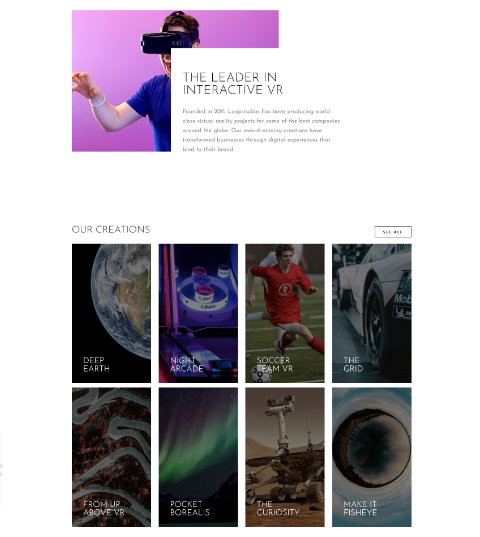 THE LEADER IN
INTERACTIVE VR
Founded in 2011, Loopstudios has been producing world-
class virtual reality projects for some of the best companies
around the globe. Our award-winning creations have
transformed businesses through digital experiences that
bind to their brand.
OUR CREATIONS
SEE ALL
DEEP
EARTH
NIGHT
ARCADE
SOCCER
TEAM VR
THE
GRID
FROM UP
ABOVE VR
POCKET
BOREALIS
THE
CURIOSITY
MAKE IT
FISHEYE